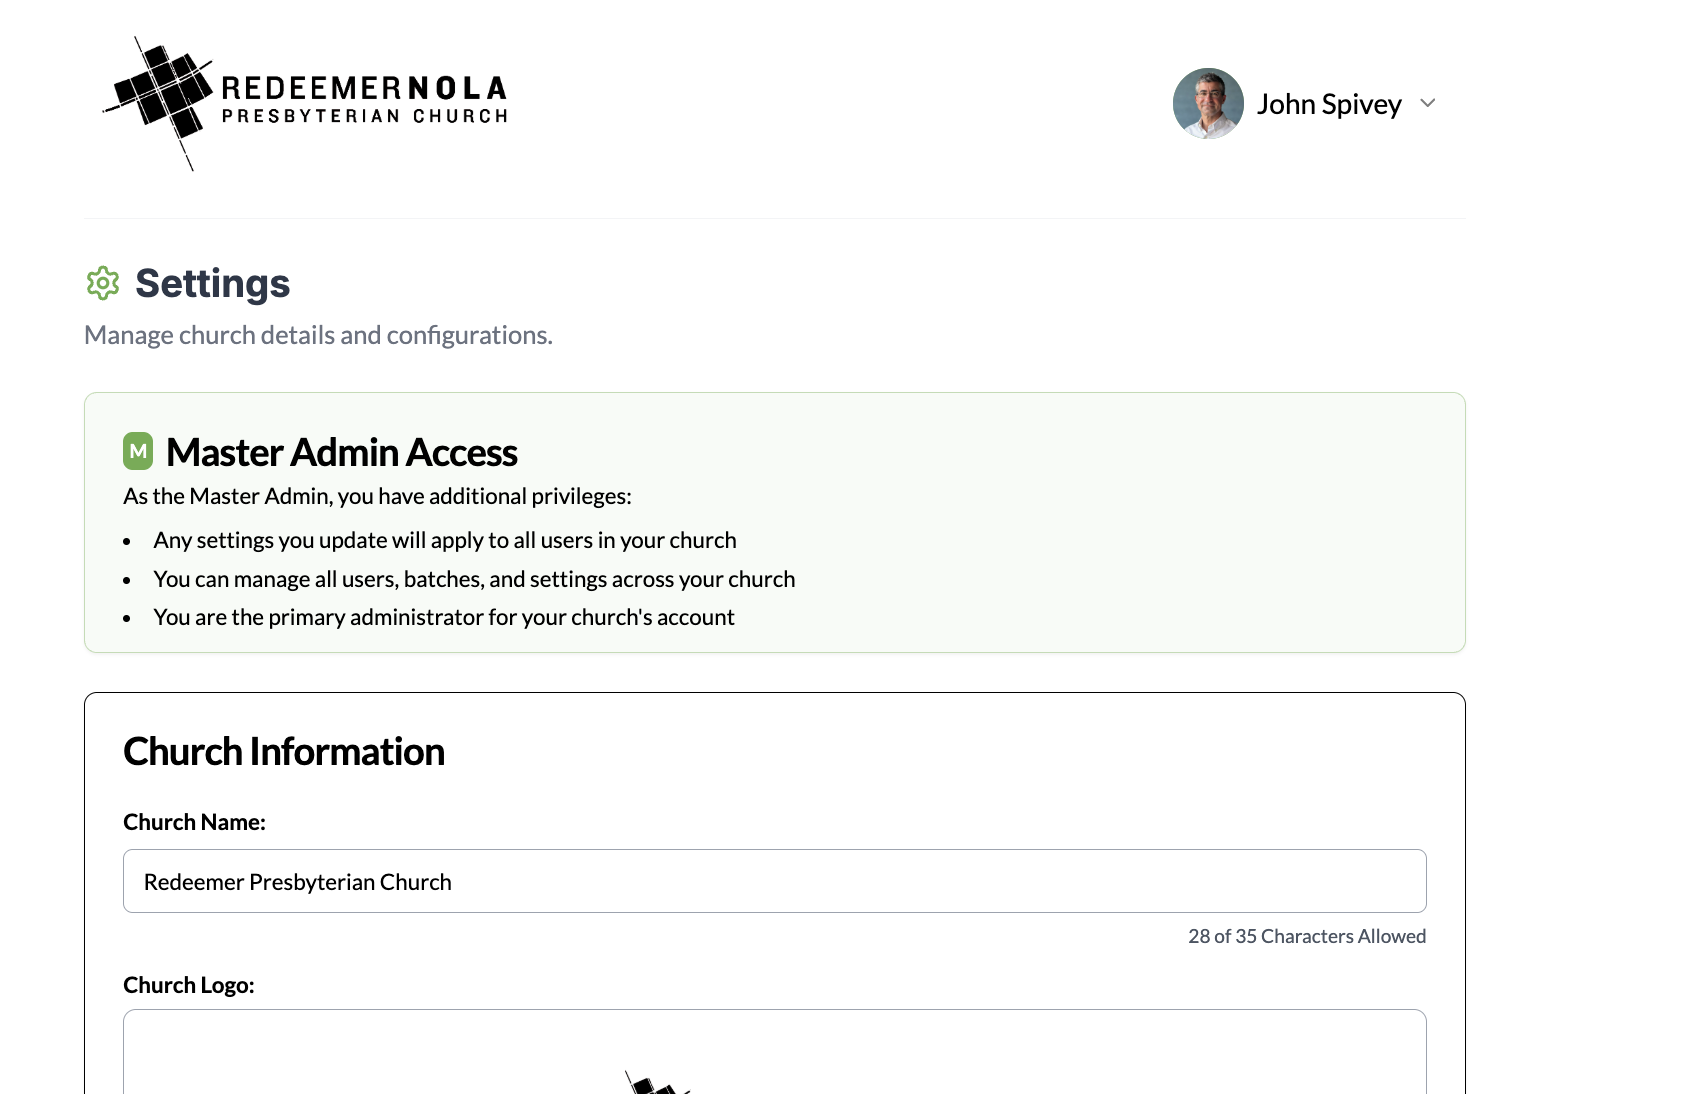 REDEEMERNOLA
PRESBYTERIAN CHURCH
John Spivey
Settings
Manage church details and configurations.
M Master Admin Access
As the Master Admin, you have additional privileges:
• Any settings you update will apply to all users in your church
• You can manage all users, batches, and settings across your church
• You are the primary administrator for your church's account
Church Information
Church Name:
Redeemer Presbyterian Church
28 of 35 Characters Allowed
Church Logo: